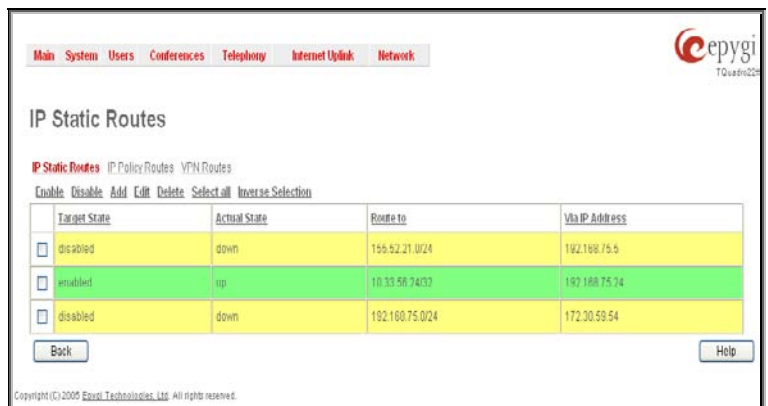 Main System Users Conferences Telephony Internet Uplink Network
epygi
TQuadro22#
IP Static Routes
IP Static Routes IP Policy Routes VPN Routes
Enable Disable Add Edit Delete Select all Inverse Selection
Target State Actual State Route to Via IP Address
disabled down 155.52.21.0/24 192.168.75.5
enabled up 10.33.56.24/32 192.168.75.24
disabled down 192.160.75.0/24 172.30.59.54
Back Help
Copyright (C) 2005 Epygi Technologies, Ltd. All rights reserved.